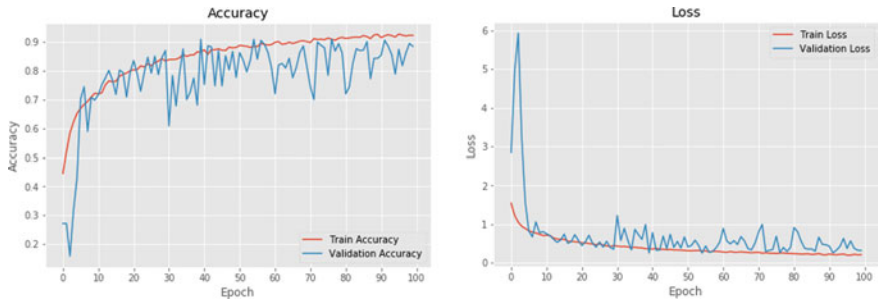 Accuracy
0.9
0.8
0.7
0.6
0.5
0.4
0.3
0.2
Accuracy
Train Accuracy
Validation Accuracy
0 10 20 30 40 50 60 70 80 90 100
Epoch
Loss
6
5
4
3
2
1
0
Loss
Train Loss
Validation Loss
0 10 20 30 40 50 60 70 80 90 100
Epoch